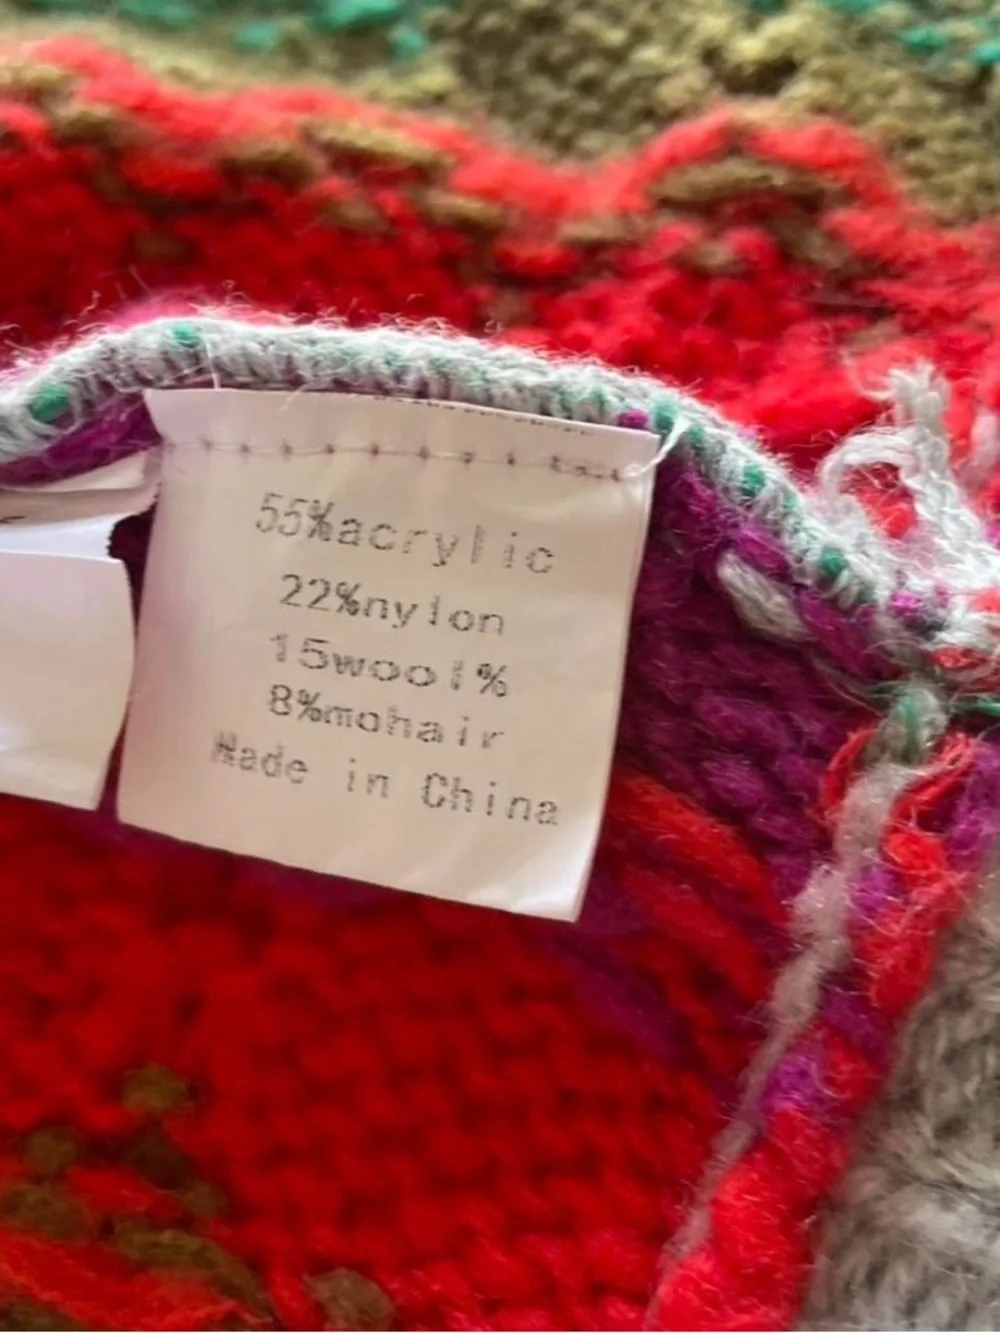 55%acrylic
22%nylon
15wool%
8%mohair
Made in China